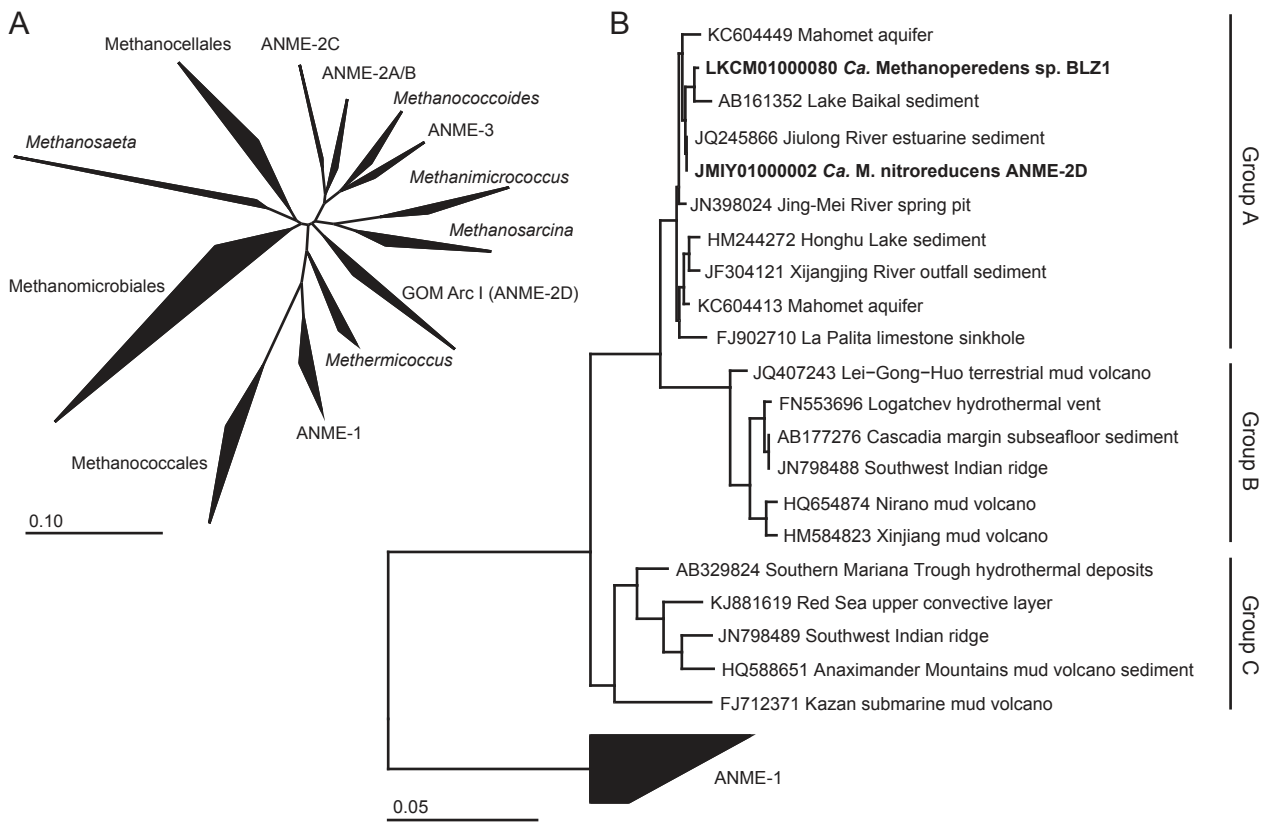 A
Methanocellales
ANME-2C
ANME-2A/B
Methanococcoides
ANME-3
Methanosaeta
Methanimicrococcus
Methanosarcina
Methanomicrobiales
GOM Arc I (ANME-2D)
Methermicoccus
ANME-1
Methanococcales
0.10
B
KC604449 Mahomet aquifer
LKCM01000080 Ca. Methanoperedens sp. BLZ1
AB161352 Lake Baikal sediment
JQ245866 Jiulong River estuarine sediment
JMIY01000002 Ca. M. nitroreducens ANME-2D
JN398024 Jing-Mei River spring pit
HM244272 Honghu Lake sediment
JF304121 Xijangjing River outfall sediment
KC604413 Mahomet aquifer
FJ902710 La Palita limestone sinkhole
Group A
JQ407243 Lei−Gong−Huo terrestrial mud volcano
FN553696 Logatchev hydrothermal vent
AB177276 Cascadia margin subseafloor sediment
JN798488 Southwest Indian ridge
HQ654874 Nirano mud volcano
HM584823 Xinjiang mud volcano
Group B
AB329824 Southern Mariana Trough hydrothermal deposits
KJ881619 Red Sea upper convective layer
JN798489 Southwest Indian ridge
HQ588651 Anaximander Mountains mud volcano sediment
FJ712371 Kazan submarine mud volcano
Group C
ANME-1
0.05